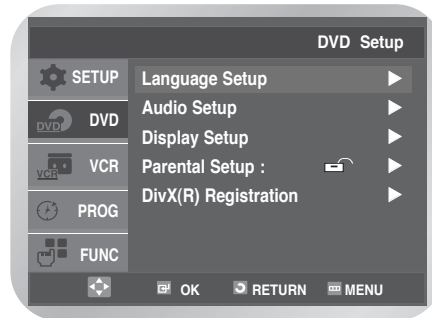 DVD Setup
SETUP
DVD
VCR
PROG
FUNC
Language Setup
Audio Setup
Display Setup
Parental Setup :
DivX(R) Registration
DVD
VCR
OK
RETURN
MENU